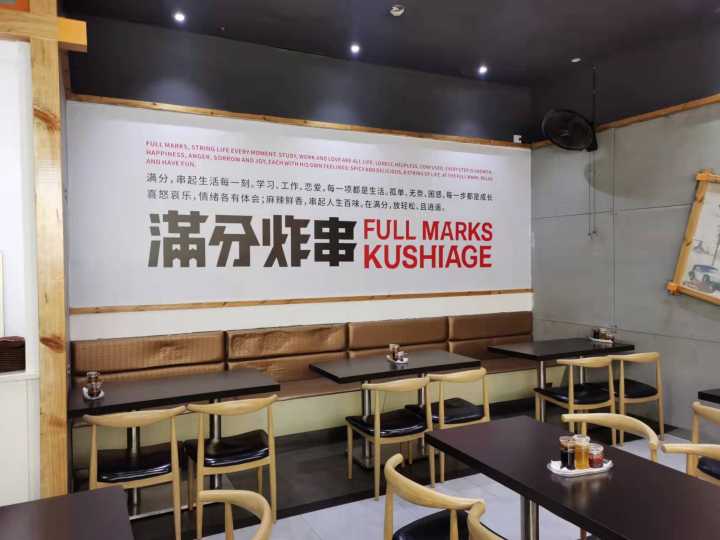 FULL MARKS, STRING LIFE EVERY MOMENT. STUDY, WORK AND LOVE ARE ALL LIFE. LONELY, HELPLESS, CONFUSED, EVERY STEP IS GROWTH.
HAPPINESS, ANGER, SORROW AND JOY, EACH WITH HIS OWN FEELINGS: SPICY AND DELICIOUS, A STRING OF LIFE, AT THE FULL MARK, RELAX
AND HAVE FUN.
满分,串起生活每一刻。学习、工作、恋爱,每一项都是生活。孤单、无奈、困惑,每一步都是成长
喜怒哀乐,情绪各有体会;麻辣鲜香,串起人生百味,在满分,放轻松、且逍遥。
滿分炸串
FULL MARKS
KUSHIAGE